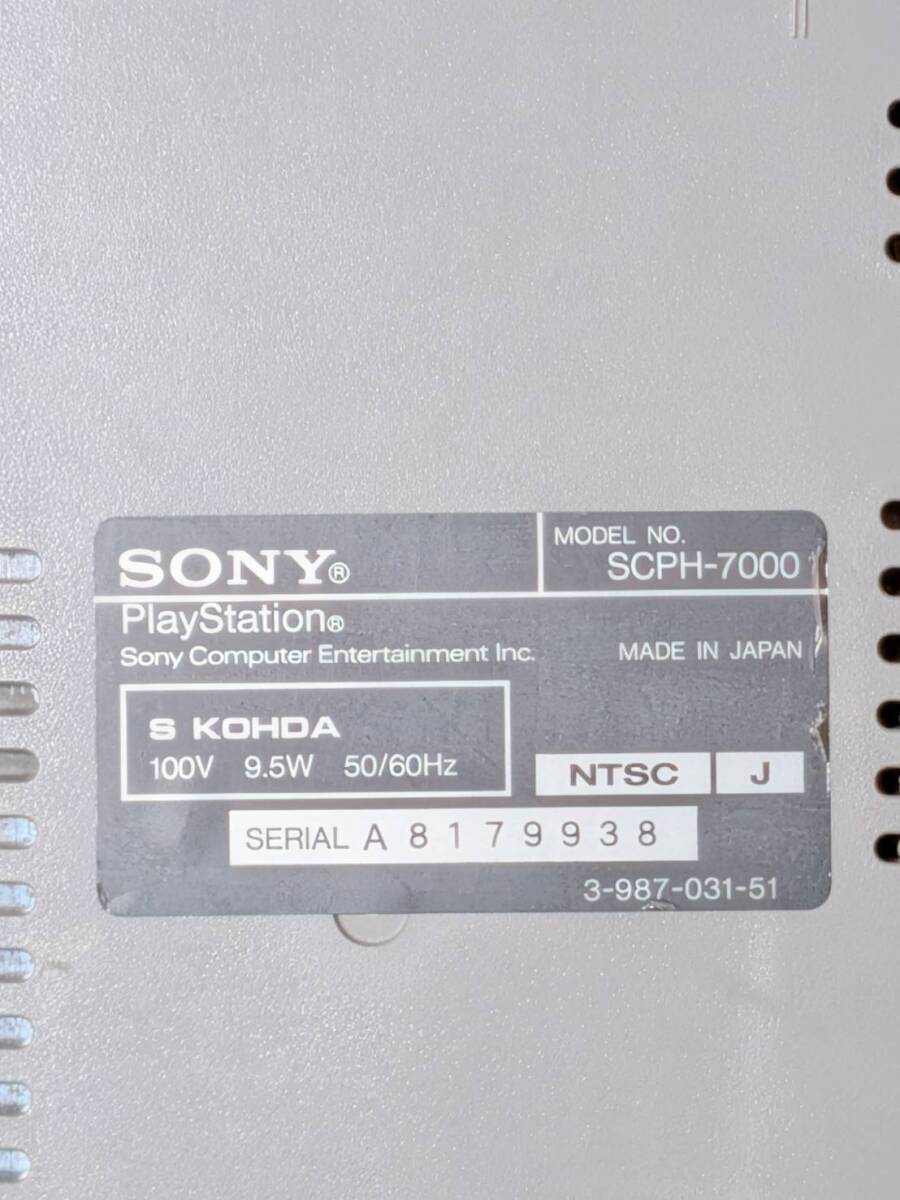 SONY®
MODEL NO.
SCPH-7000
PlayStation®
Sony Computer Entertainment Inc.
MADE IN JAPAN
S KOHDA
100V 9.5W 50/60Hz
NTSC J
SERIAL A 8179938
3-987-031-51